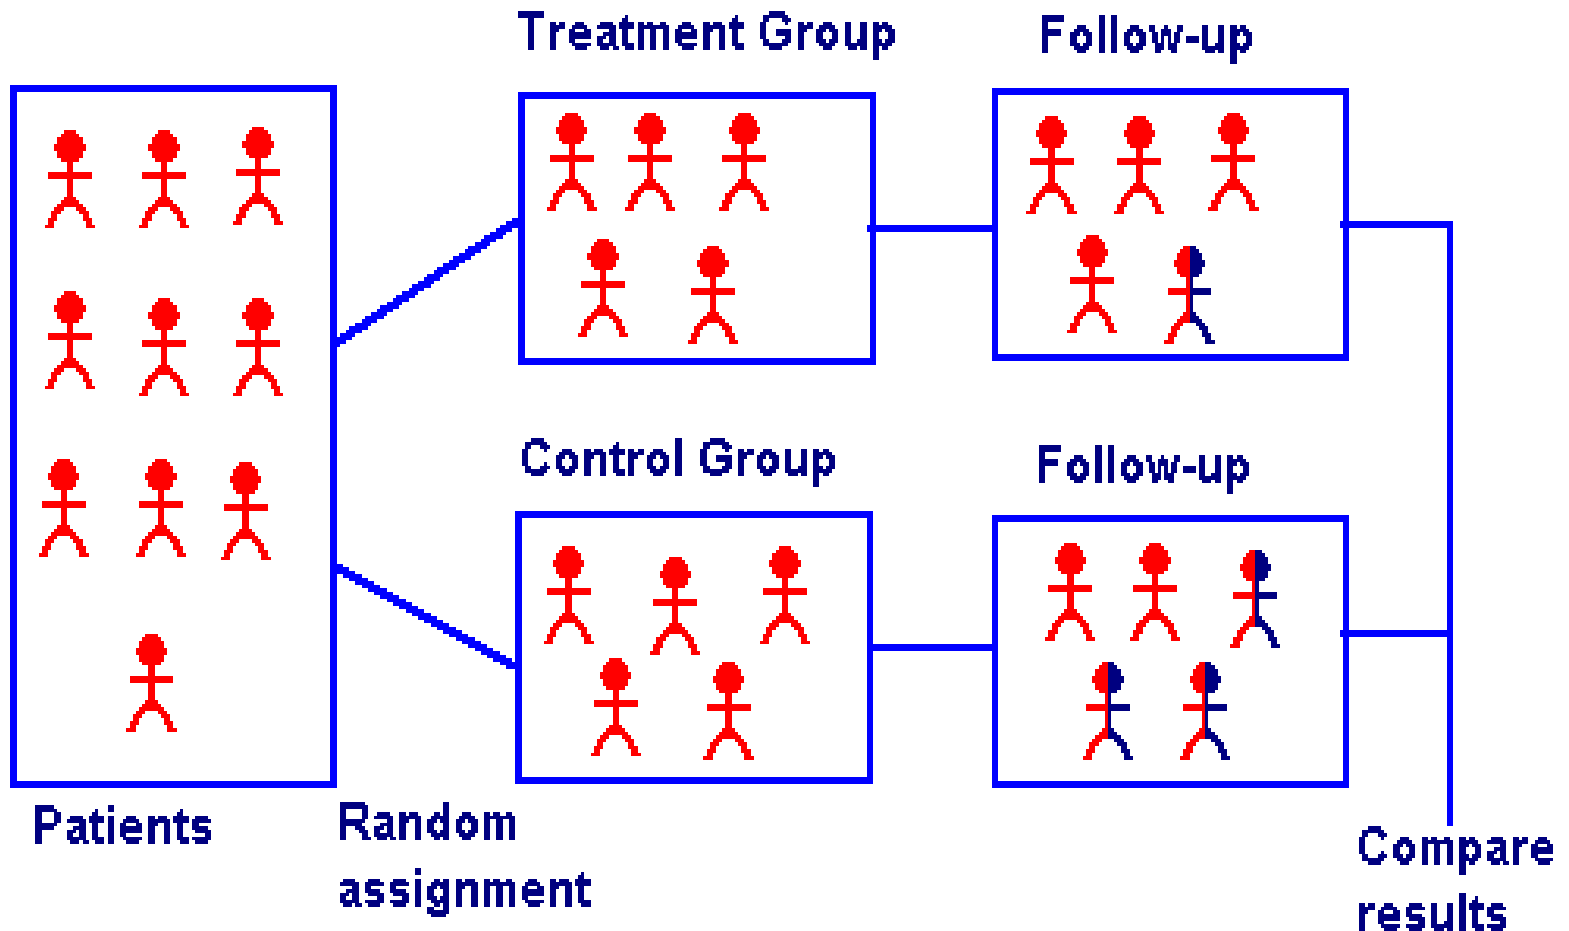 Treatment Group
Follow-up
Control Group
Follow-up
Patients
Random
assignment
Compare
results